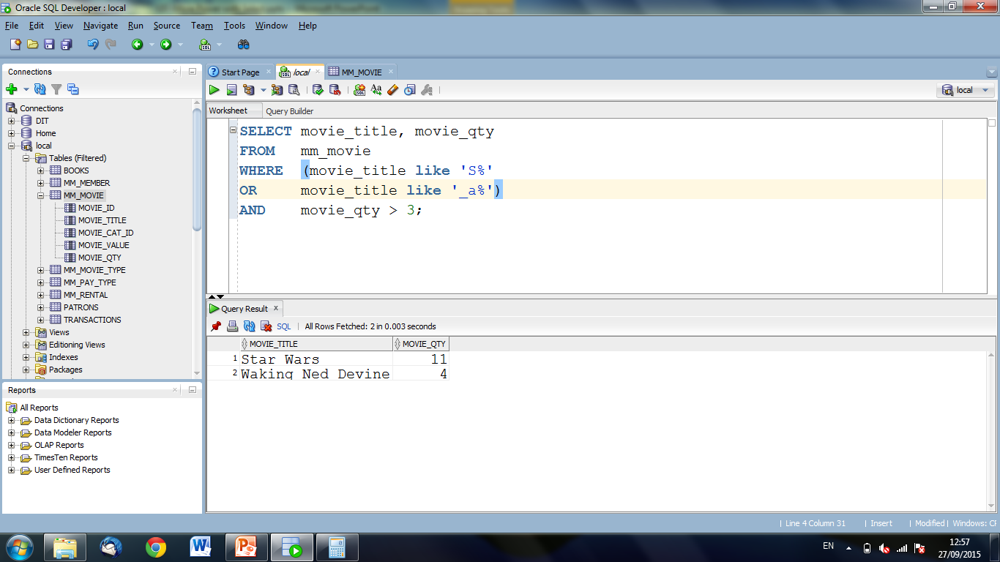 Oracle SQL Developer : local
File Edit View Navigate Run Source Team Tools Window Help
Connections
Connections
DIT
Home
local
Tables (Filtered)
BOOKS
MM_MEMBER
MM_MOVIE
MOVIE_ID
MOVIE_TITLE
MOVIE_CAT_ID
MOVIE_VALUE
MOVIE_QTY
MM_MOVIE_TYPE
MM_PAY_TYPE
MM_RENTAL
PATRONS
TRANSACTIONS
Views
Editioning Views
Indexes
Packages
Reports
All Reports
Data Dictionary Reports
Data Modeler Reports
OLAP Reports
TimesTen Reports
User Defined Reports
Start Page local MM_MOVIE
local
Worksheet Query Builder
SELECT movie_title, movie_qty
FROM mm_movie
WHERE (movie_title like 'S%'
OR movie_title like '_a%')
AND movie_qty > 3;
Query Result
SQL | All Rows Fetched: 2 in 0.003 seconds
MOVIE_TITLE MOVIE_QTY
1 Star Wars 11
2 Waking Ned Devine 4
| Line 4 Column 31 | Insert | Modified | Windows: CF
EN 12:57
27/09/2015